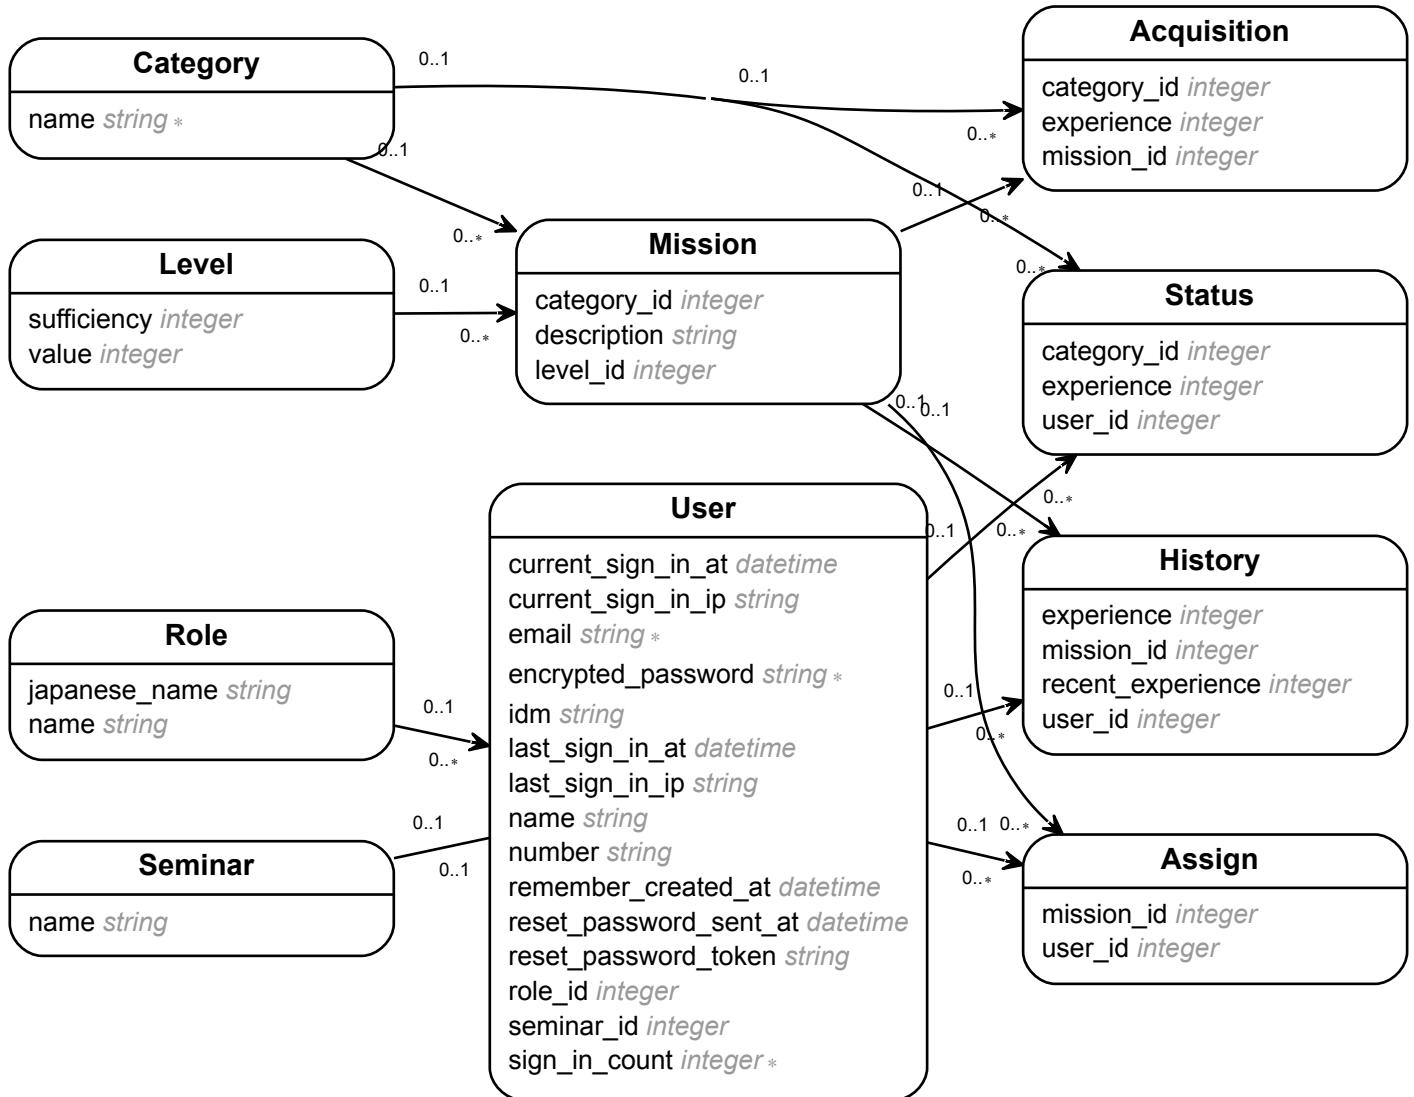 Category
name string *
0..1
0..1
0..1
0..*
Acquisition
category_id integer
experience integer
mission_id integer
0..*
0..1
0..*
0..*
Level
sufficiency integer
value integer
0..1
0..*
Mission
category_id integer
description string
level_id integer
0..1
0..1
Status
category_id integer
experience integer
user_id integer
0..*
0..*
0..1
User
current_sign_in_at datetime
current_sign_in_ip string
email string *
encrypted_password string *
idm string
last_sign_in_at datetime
last_sign_in_ip string
name string
number string
remember_created_at datetime
reset_password_sent_at datetime
reset_password_token string
role_id integer
seminar_id integer
sign_in_count integer *
History
experience integer
mission_id integer
recent_experience integer
user_id integer
0..1
0..*
Role
japanese_name string
name string
0..1
0..*
Seminar
name string
0..1
0..1
0..1
0..*
0..*
Assign
mission_id integer
user_id integer